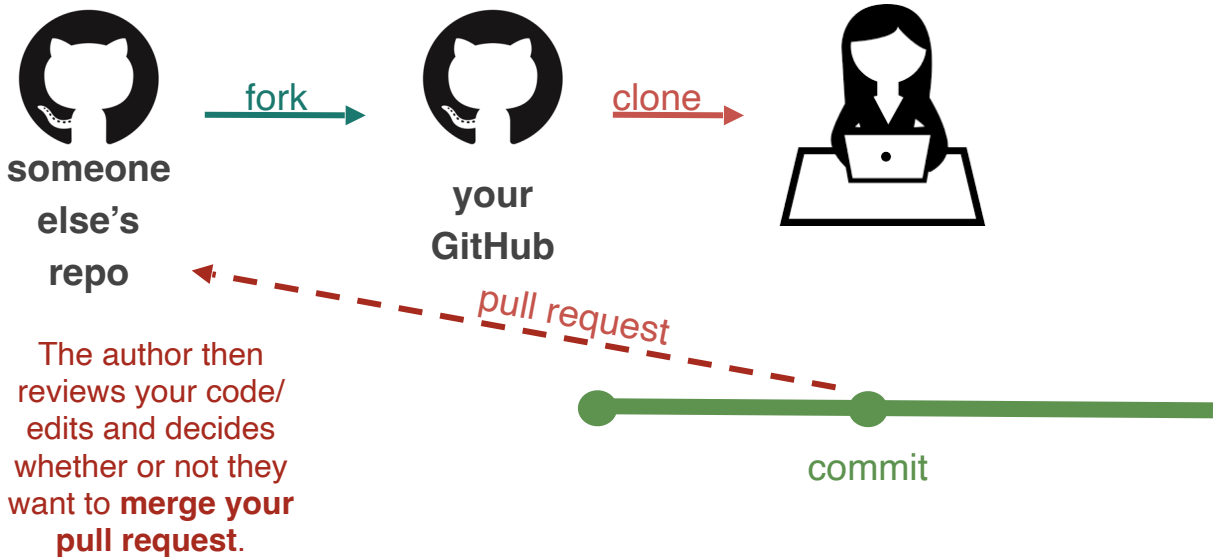 fork
clone
someone
else’s
repo
your
GitHub
pull request
The author then
reviews your code/
edits and decides
whether or not they
want to merge your
pull request.
commit